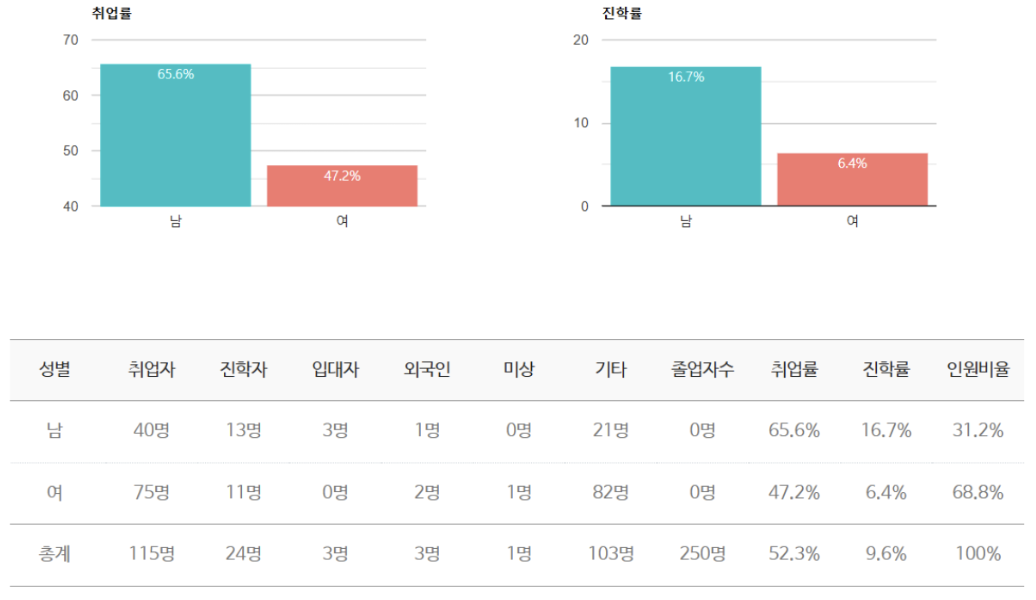 취업률 진학률
70 20
65.6% 16.7%
60
50 10
47.2% 6.4%
40 0
남 여 남 여
성별 취업자 진학자 입대자 외국인 미상 기타 졸업자수 취업률 진학률 인원비율
남 40명 13명 3명 1명 0명 21명 0명 65.6% 16.7% 31.2%
여 75명 11명 0명 2명 1명 82명 0명 47.2% 6.4% 68.8%
총계 115명 24명 3명 3명 1명 103명 250명 52.3% 9.6% 100%